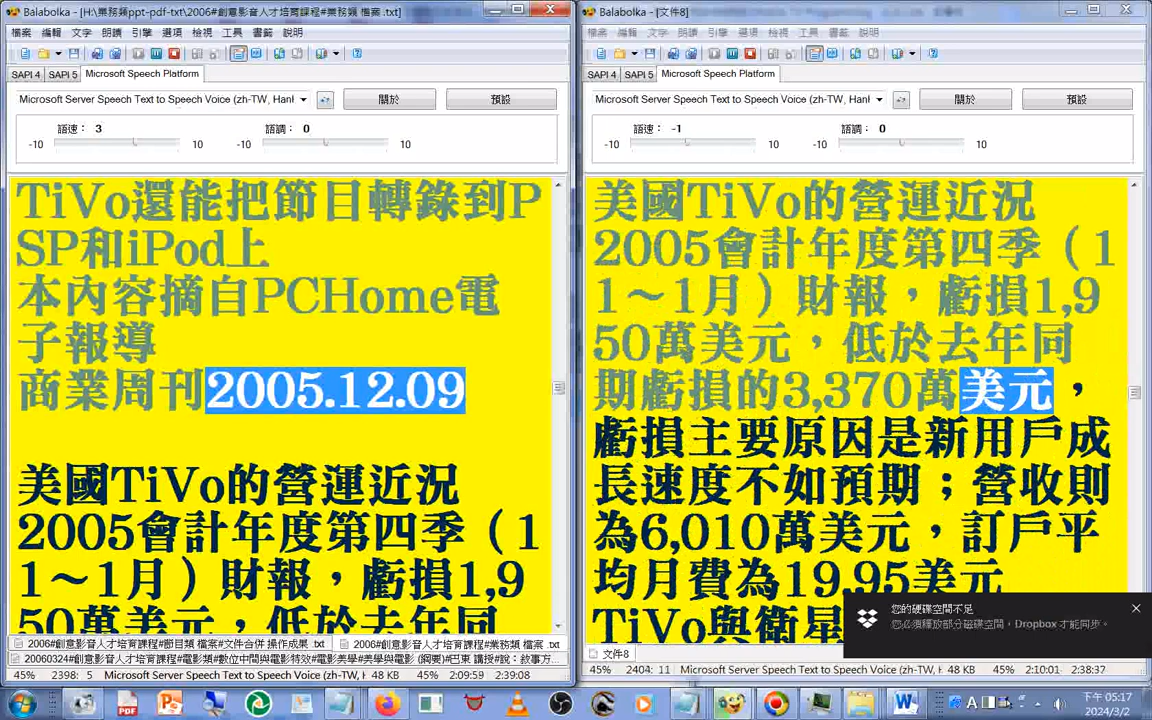 Balabolka - [H:\業務類ppt-pdf-txt\2006#創意影音人才培育課程#業務類 檔案 .txt]
檔案 編輯 文字 朗讀 引擎 選項 檢視 工具 書籤 說明
SAPI 4 SAPI 5 Microsoft Speech Platform
Microsoft Server Speech Text to Speech Voice (zh-TW, Hanl
關於
預設
語速： 3
語調： 0
-10 10 -10 10
TiVo還能把節目轉錄到P
SP和iPod上
本內容摘自PCHome電
子報導
商業周刊2005.12.09
美國TiVo的營運近況
2005會計年度第四季（1
1～1月）財報，虧損1,9
50萬美元，低於去年同
2006#創意影音人才培育課程#節目類 檔案#文件合併 操作成果 .txt
2006#創意影音人才培育課程#業務類 檔案 .txt
20060324#創意影音人才培育課程#電影類#數位中間與電影特效#電影美學#美學與電影 (綱要)#巴東 講授#說：敘事方...
45% 2398: 5 Microsoft Server Speech Text to Speech Voice (zh-TW, H 48 KB 2:09:59 2:39:08
Balabolka - [文件8]
檔案 編輯 文字 朗讀 引擎 選項 檢視 工具 書籤 說明
SAPI 4 SAPI 5 Microsoft Speech Platform
Microsoft Server Speech Text to Speech Voice (zh-TW, Hanl
關於
預設
語速： -1
語調： 0
-10 10 -10 10
美國TiVo的營運近況
2005會計年度第四季（1
1～1月）財報，虧損1,9
50萬美元，低於去年同
期虧損的3,370萬美元，
虧損主要原因是新用戶成
長速度不如預期；營收則
為6,010萬美元，訂戶平
均月費為19.95美元
TiVo與衛星
您的硬碟空間不足
您必須釋放部分磁碟空間，Dropbox 才能同步。
文件8
45% 2404: 11 Microsoft Server Speech Text to Speech Voice (zh-TW, H 48 KB 2:10:01 2:38:37
下午 05:17
2024/3/2